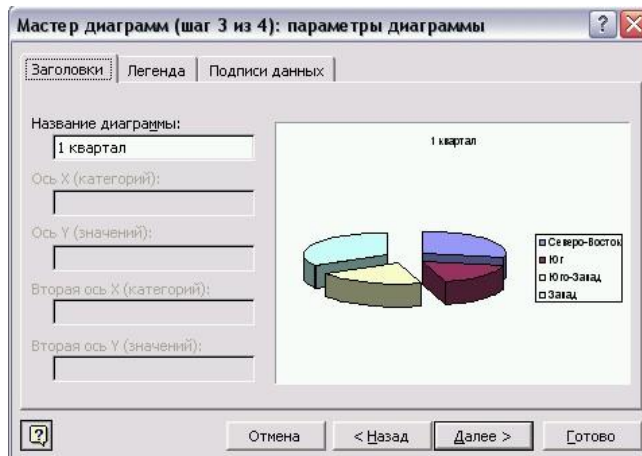 Мастер диаграмм (шаг 3 из 4): параметры диаграммы
Заголовки
Легенда
Подписи данных
Название диаграммы:
1 квартал
Ось X (категорий):
Ось Y (значений):
Вторая ось X (категорий):
Вторая ось Y (значений):
1 квартал
Северо-Восток
Юг
Юго-Запад
Запад
Отмена
< Назад
Далее >
Готово